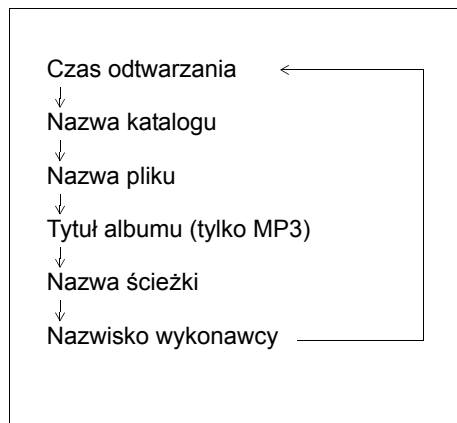 Czas odtwarzania
Nazwa katalogu
Nazwa pliku
Tytuł albumu (tylko MP3)
Nazwa ścieżki
Nazwisko wykonawcy